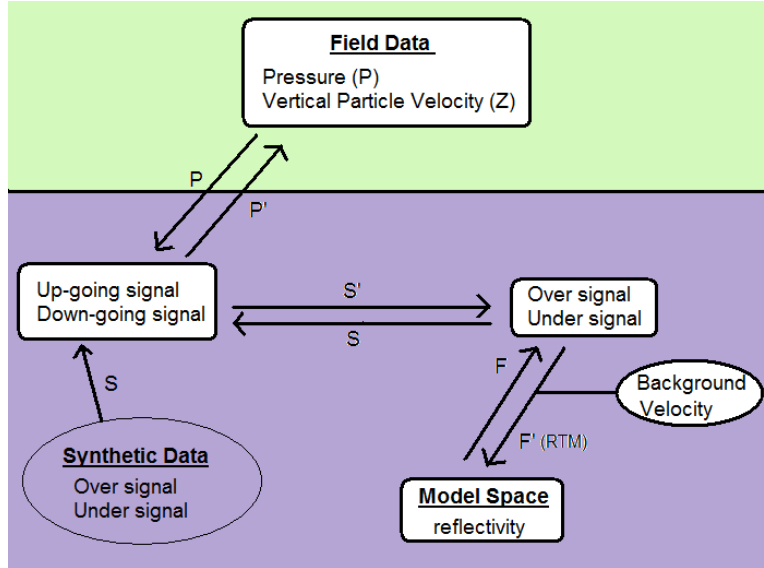 Field Data
Pressure (P)
Vertical Particle Velocity (Z)
P
P'
Up-going signal
Down-going signal
S'
S
Over signal
Under signal
S
F
F' (RTM)
Background
Velocity
Synthetic Data
Over signal
Under signal
Model Space
reflectivity